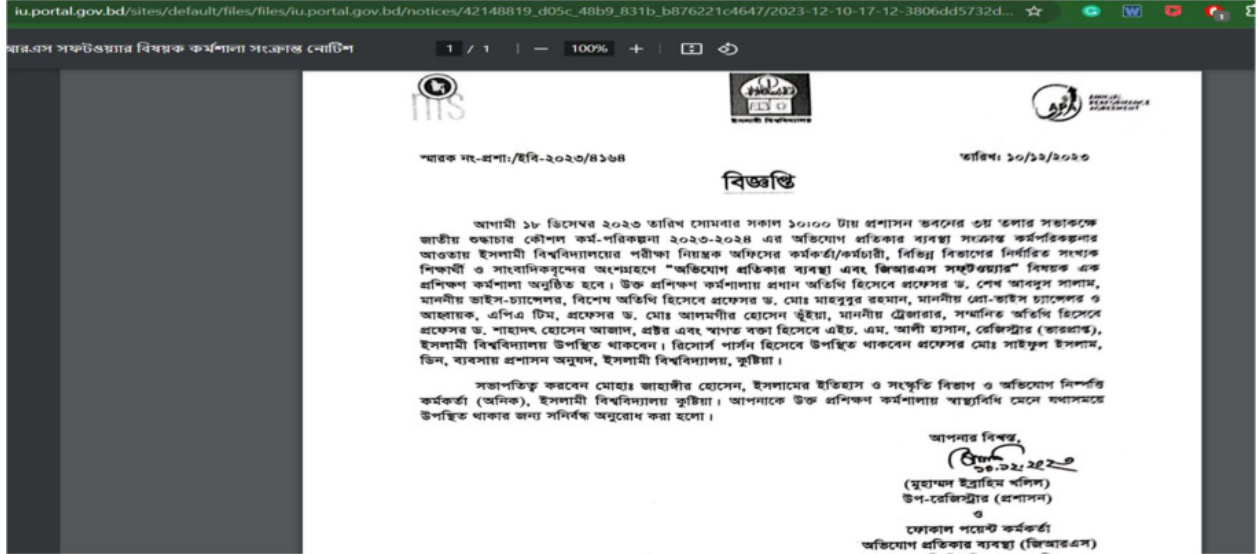 iu.portal.gov.bd/sites/default/files/files/iu.portal.gov.bd/notices/42148819_d05c_48b9_831b_b876221c4647/2023-12-10-17-12-3806dd5732d...
আরএস সফটওয়্যার বিষয়ক কর্মশালা সংক্রান্ত নোটিশ
1 / 1
100%
ইসলামী বিশ্ববিদ্যালয়
APA
ANNUAL
PERFORMANCE
AGREEMENT
স্মারক নং-প্রশা:/ইবি-২০২৩/৪১৬৪
তারিখ: ১০/১২/২০২৩
বিজ্ঞপ্তি
আগামী ১৮ ডিসেম্বর ২০২৩ তারিখ সোমবার সকাল ১০:০০ টায় প্রশাসন ভবনের ৩য় তলার সভাকক্ষে
জাতীয় শুদ্ধাচার কৌশল কর্ম-পরিকল্পনা ২০২৩-২০২৪ এর অভিযোগ প্রতিকার ব্যবস্থা সংক্রান্ত কর্মপরিকল্পনার
আওতায় ইসলামী বিশ্ববিদ্যালয়ের পরীক্ষা নিয়ন্ত্রক অফিসের কর্মকর্তা/কর্মচারী, বিভিন্ন বিভাগের নির্ধারিত সংখ্যক
শিক্ষার্থী ও সাংবাদিকবৃন্দের অংশগ্রহণে "অভিযোগ প্রতিকার ব্যবস্থা এবং জিআরএস সফ্টওয়্যার" বিষয়ক এক
প্রশিক্ষণ কর্মশালা অনুষ্ঠিত হবে। উক্ত প্রশিক্ষণ কর্মশালায় প্রধান অতিথি হিসেবে প্রফেসর ড. শেখ আবদুস সালাম,
মাননীয় ভাইস-চ্যান্সেলর, বিশেষ অতিথি হিসেবে প্রফেসর ড. মোঃ মাহবুবুর রহমান, মাননীয় প্রো-ভাইস চ্যান্সেলর ও
আহ্বায়ক, এপিএ টিম, প্রফেসর ড. মোঃ আলমগীর হোসেন ভূঁইয়া, মাননীয় ট্রেজারার, সম্মানিত অতিথি হিসেবে
প্রফেসর ড. শাহাদৎ হোসেন আজাদ, প্রক্টর এবং স্বাগত বক্তা হিসেবে এইচ. এম. আলী হাসান, রেজিস্ট্রার (ভারপ্রাপ্ত),
ইসলামী বিশ্ববিদ্যালয় উপস্থিত থাকবেন। রিসোর্স পার্সন হিসেবে উপস্থিত থাকবেন প্রফেসর মোঃ সাইফুল ইসলাম,
ডিন, ব্যবসায় প্রশাসন অনুষদ, ইসলামী বিশ্ববিদ্যালয়, কুষ্টিয়া।
সভাপতিত্ব করবেন মোহাঃ জাহাঙ্গীর হোসেন, ইসলামের ইতিহাস ও সংস্কৃতি বিভাগ ও অভিযোগ নিষ্পত্তি
কর্মকর্তা (অনিক), ইসলামী বিশ্ববিদ্যালয় কুষ্টিয়া। আপনাকে উক্ত প্রশিক্ষণ কর্মশালায় স্বাস্থ্যবিধি মেনে যথাসময়ে
উপস্থিত থাকার জন্য সনির্বন্ধ অনুরোধ করা হলো।
আপনার বিশ্বস্ত,
১০.১২.২০২৩
(মুহাম্মদ ইব্রাহিম খলিল)
উপ-রেজিস্ট্রার (প্রশাসন)
ও
ফোকাল পয়েন্ট কর্মকর্তা
অভিযোগ প্রতিকার ব্যবস্থা (জিআরএস)